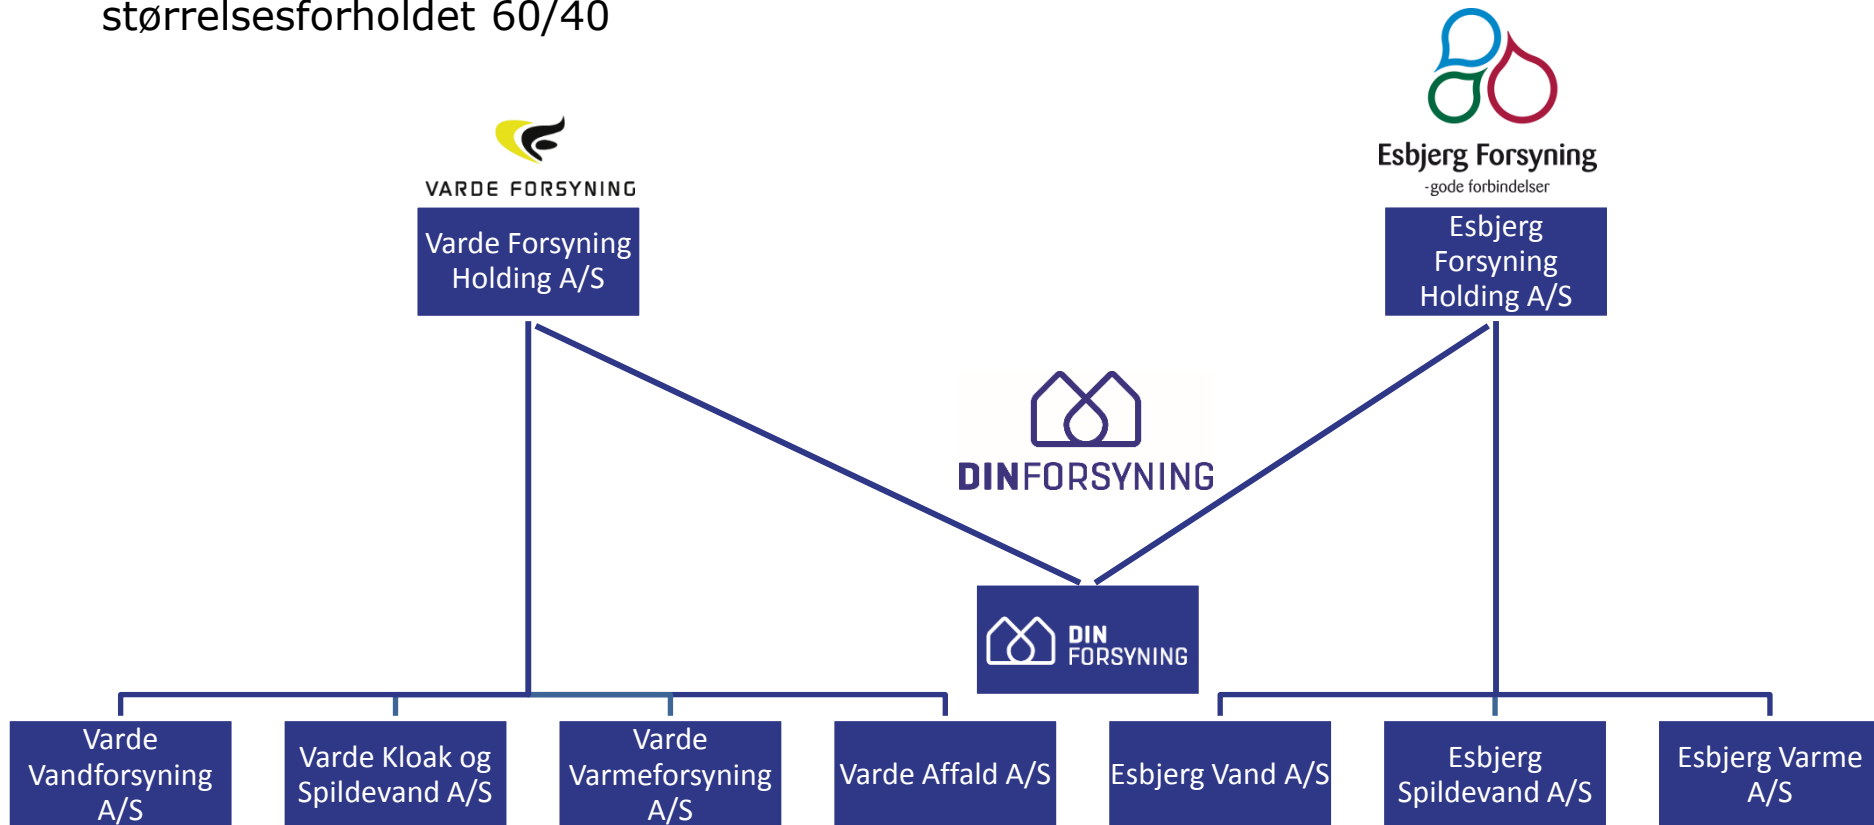 størrelsesforholdet 60/40
VARDE FORSYNING
Varde Forsyning
Holding A/S
Esbjerg Forsyning
-gode forbindelser
Esbjerg
Forsyning
Holding A/S
DINFORSYNING
DIN
FORSYNING
Varde
Vandforsyning
A/S
Varde Kloak og
Spildevand A/S
Varde
Varmeforsyning
A/S
Varde Affald A/S
Esbjerg Vand A/S
Esbjerg
Spildevand A/S
Esbjerg Varme
A/S